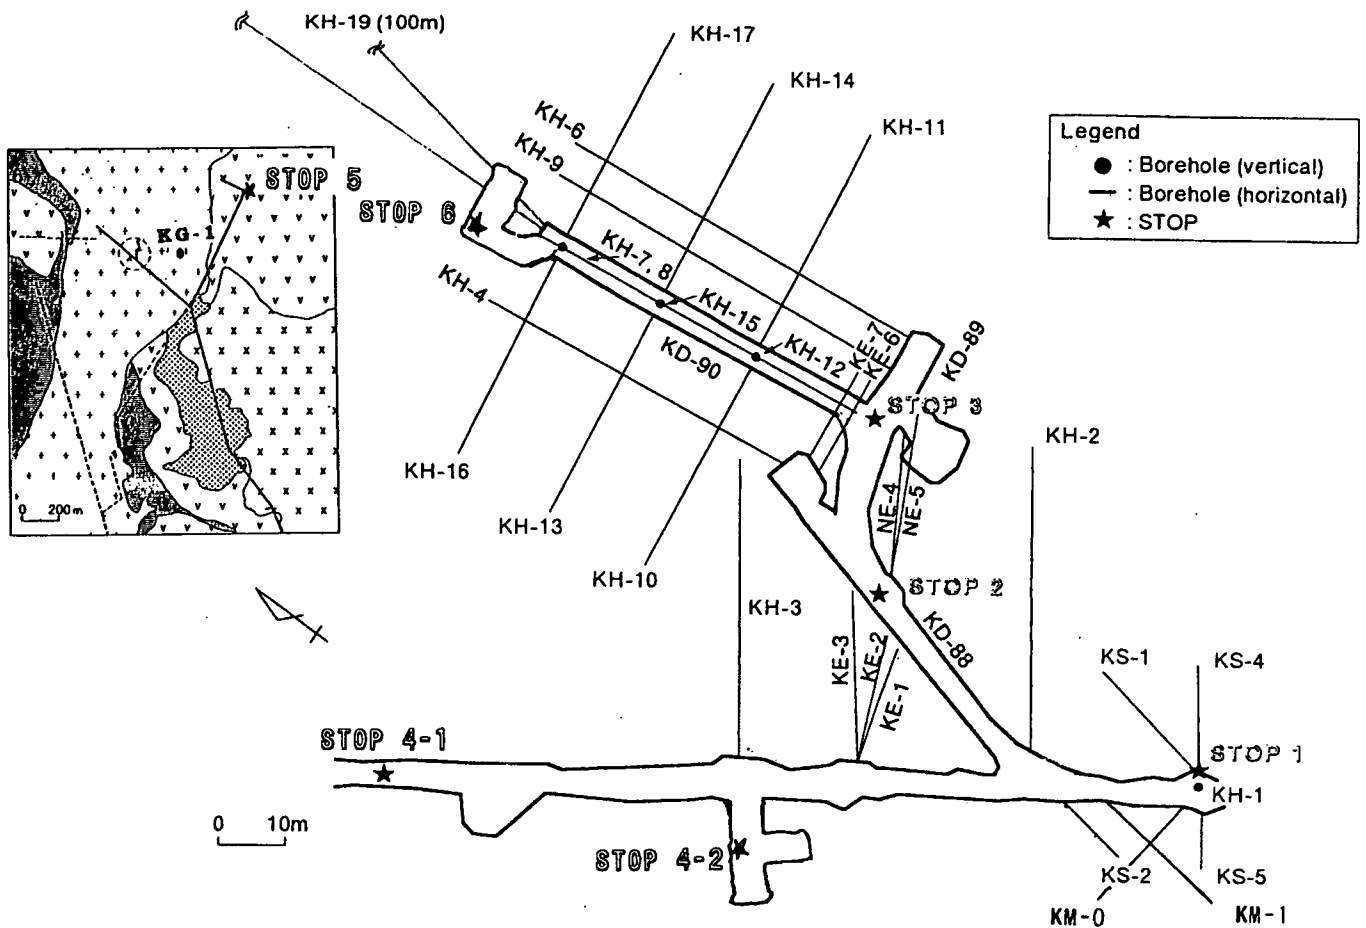 KH-19 (100m)
KH-17
KH-14
KH-11
KH-6
KH-9
Legend
● : Borehole (vertical)
— : Borehole (horizontal)
★ : STOP
STOP 5
KG-1
0 200m
STOP 6
KH-7, 8
KH-4
KH-15
KD-90
KH-12
KE-7
KE-6
KD-89
STOP 3
KH-2
KH-16
KH-13
KH-10
NE-4
NE-5
STOP 2
KH-3
KD-88
KE-3
KE-2
KE-1
KS-1
KS-4
STOP 4-1
STOP 1
KH-1
0 10m
STOP 4-2
KS-2
KS-5
KM-0
KM-1